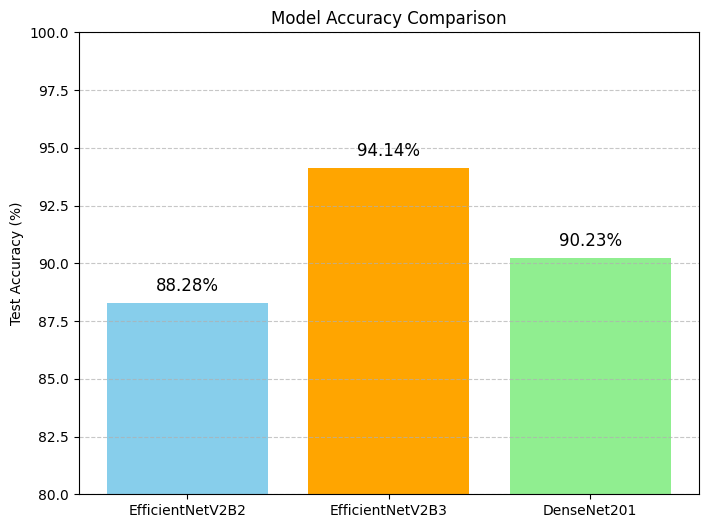 Model Accuracy Comparison
Test Accuracy (%)
100.0
97.5
95.0
92.5
90.0
87.5
85.0
82.5
80.0
94.14%
90.23%
88.28%
EfficientNetV2B2
EfficientNetV2B3
DenseNet201